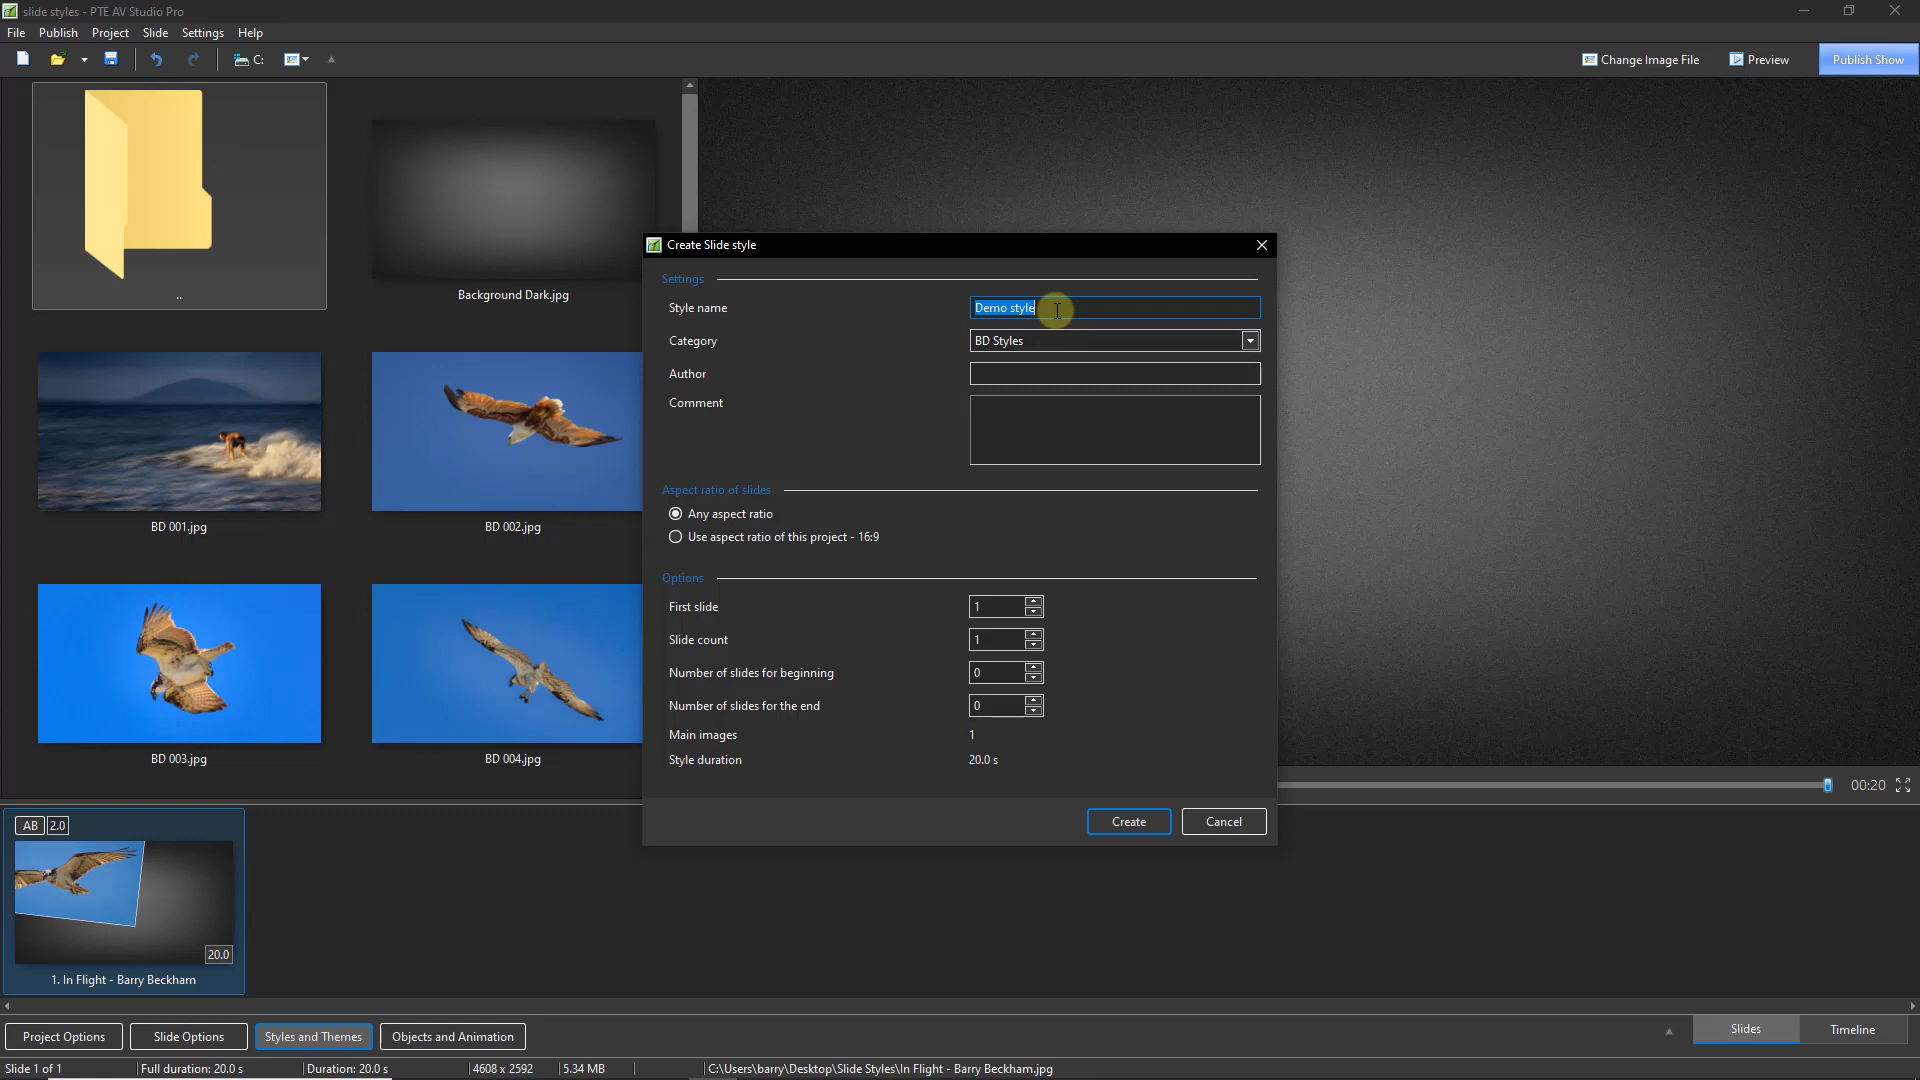 slide styles - PTE AV Studio Pro
File Publish Project Slide Settings Help
C: Change Image File Preview Publish Show
..
Background Dark.jpg
BD 001.jpg
BD 002.jpg
BD 003.jpg
BD 004.jpg
Create Slide style
Settings
Style name Demo style
Category BD Styles
Author
Comment
Aspect ratio of slides
Any aspect ratio
Use aspect ratio of this project - 16:9
Options
First slide 1
Slide count 1
Number of slides for beginning 0
Number of slides for the end 0
Main images 1
Style duration 20.0 s
Create Cancel
00:20
AB 2.0
20.0
1. In Flight - Barry Beckham
Project Options Slide Options Styles and Themes Objects and Animation Slides Timeline
Slide 1 of 1 Full duration: 20.0 s Duration: 20.0 s 4608 x 2592 5.34 MB C:\Users\barry\Desktop\Slide Styles\In Flight - Barry Beckham.jpg